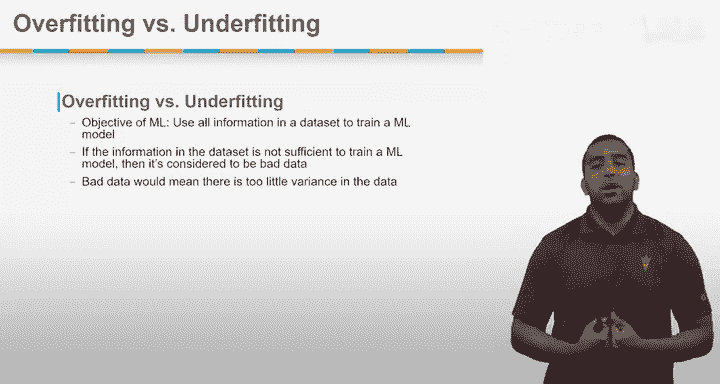 Overfitting vs. Underfitting
Overfitting vs. Underfitting
– Objective of ML: Use all information in a dataset to train a ML
model
– If the information in the dataset is not sufficient to train a ML
model, then it's considered to be bad data
– Bad data would mean there is too little variance in the data